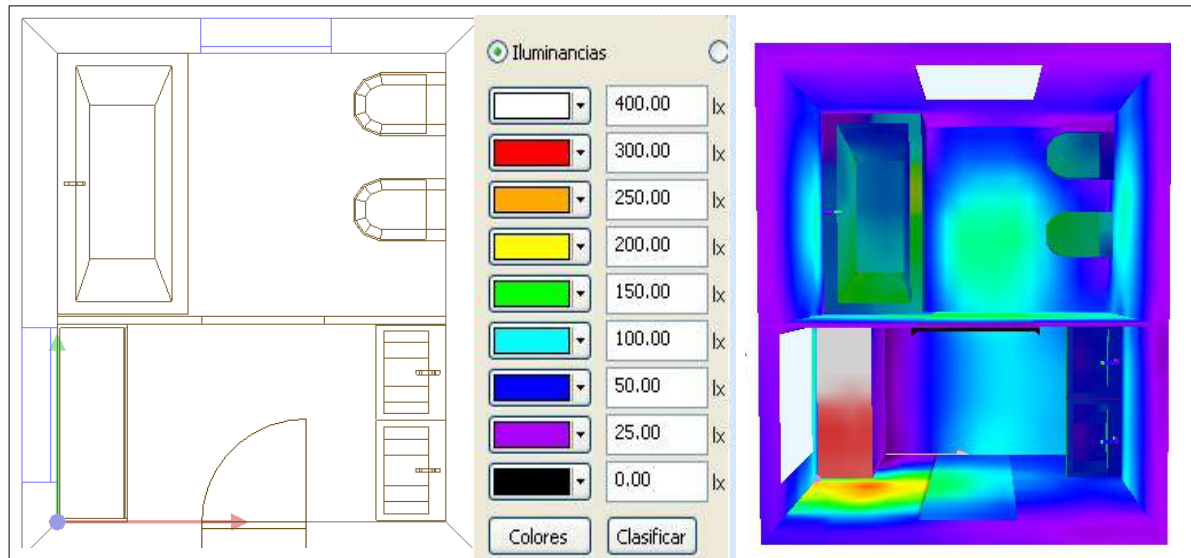 Iluminancias
400.00 lx
300.00 lx
250.00 lx
200.00 lx
150.00 lx
100.00 lx
50.00 lx
25.00 lx
0.00 lx
Colores Clasificar